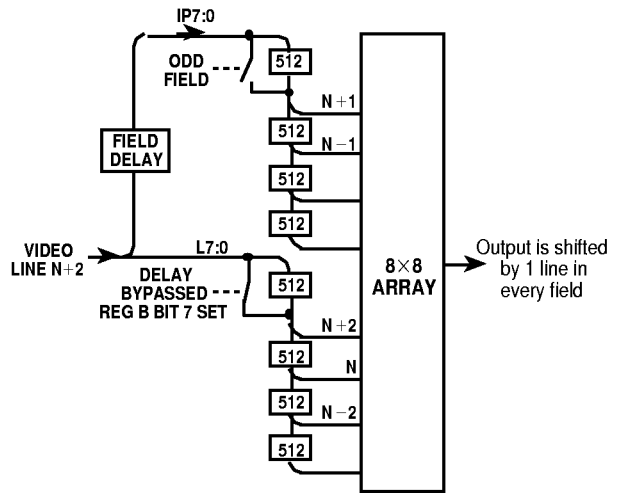 IP7:0
ODD
FIELD
512
N+1
512
N−1
FIELD
DELAY
512
512
VIDEO
LINE N+2
L7:0
DELAY
BYPASSED
REG B BIT 7 SET
512
N+2
512
N
512
N−2
512
8×8
ARRAY
Output is shifted
by 1 line in
every field